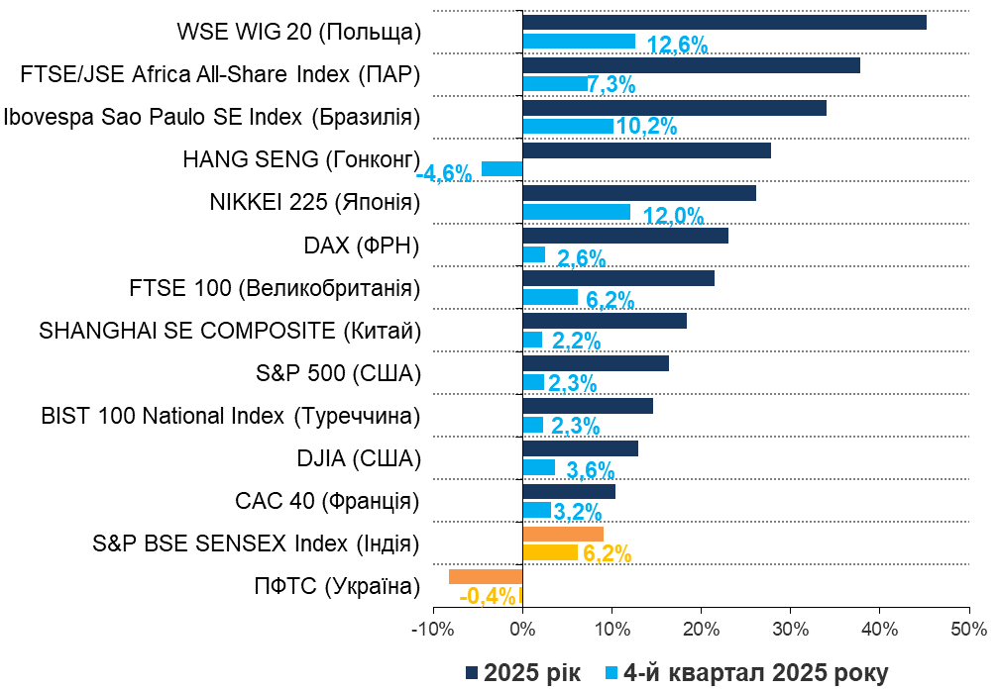 WSE WIG 20 (Польща)
12,6%
FTSE/JSE Africa All-Share Index (ПАР)
7,3%
Ibovespa Sao Paulo SE Index (Бразилія)
10,2%
HANG SENG (Гонконг)
-4,6%
NIKKEI 225 (Японія)
12,0%
DAX (ФРН)
2,6%
FTSE 100 (Великобританія)
6,2%
SHANGHAI SE COMPOSITE (Китай)
2,2%
S&P 500 (США)
2,3%
BIST 100 National Index (Туреччина)
2,3%
DJIA (США)
3,6%
CAC 40 (Франція)
3,2%
S&P BSE SENSEX Index (Індія)
6,2%
ПФТС (Україна)
-0,4%
-10% 0% 10% 20% 30% 40% 50%
2025 рік 4-й квартал 2025 року